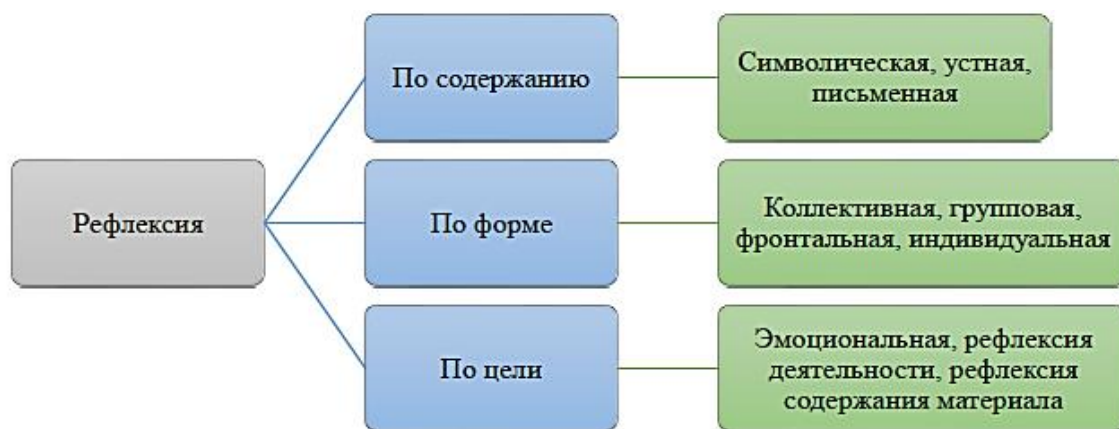 Рефлексия
По содержанию
Символическая, устная,
письменная
По форме
Коллективная, групповая,
фронтальная, индивидуальная
По цели
Эмоциональная, рефлексия
деятельности, рефлексия
содержания материала